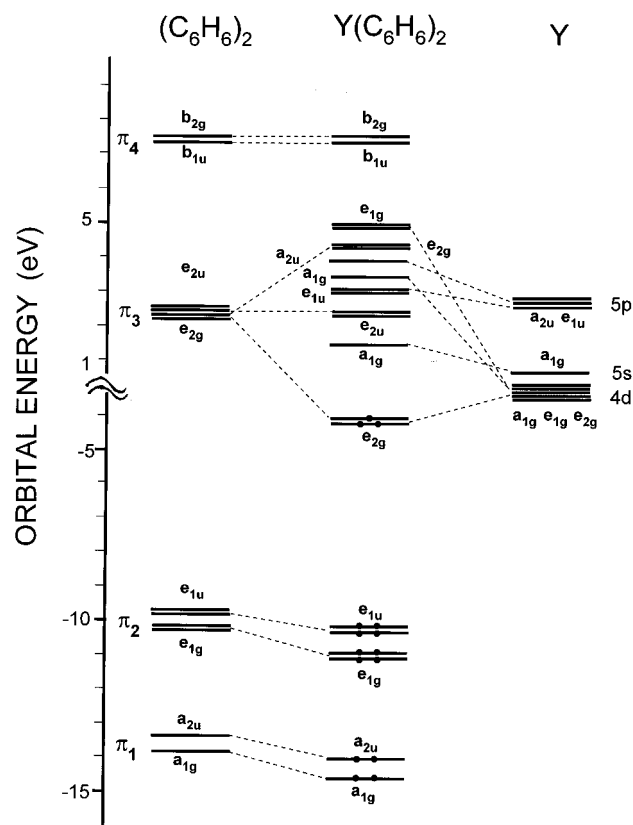 (C₆H₆)₂ Y(C₆H₆)₂ Y
ORBITAL ENERGY (eV)
b₂g b₂g
π₄
b₁u b₁u
5 e₁g
e₂g
a₂u
e₂u a₁g
e₁u
π₃ 5p
e₂g e₂u a₂u e₁u
a₁g a₁g
1 5s
4d
a₁g e₁g e₂g
-5 e₂g
e₁u e₁u
-10 π₂
e₁g e₁g
a₂u a₂u
π₁
a₁g a₁g
-15